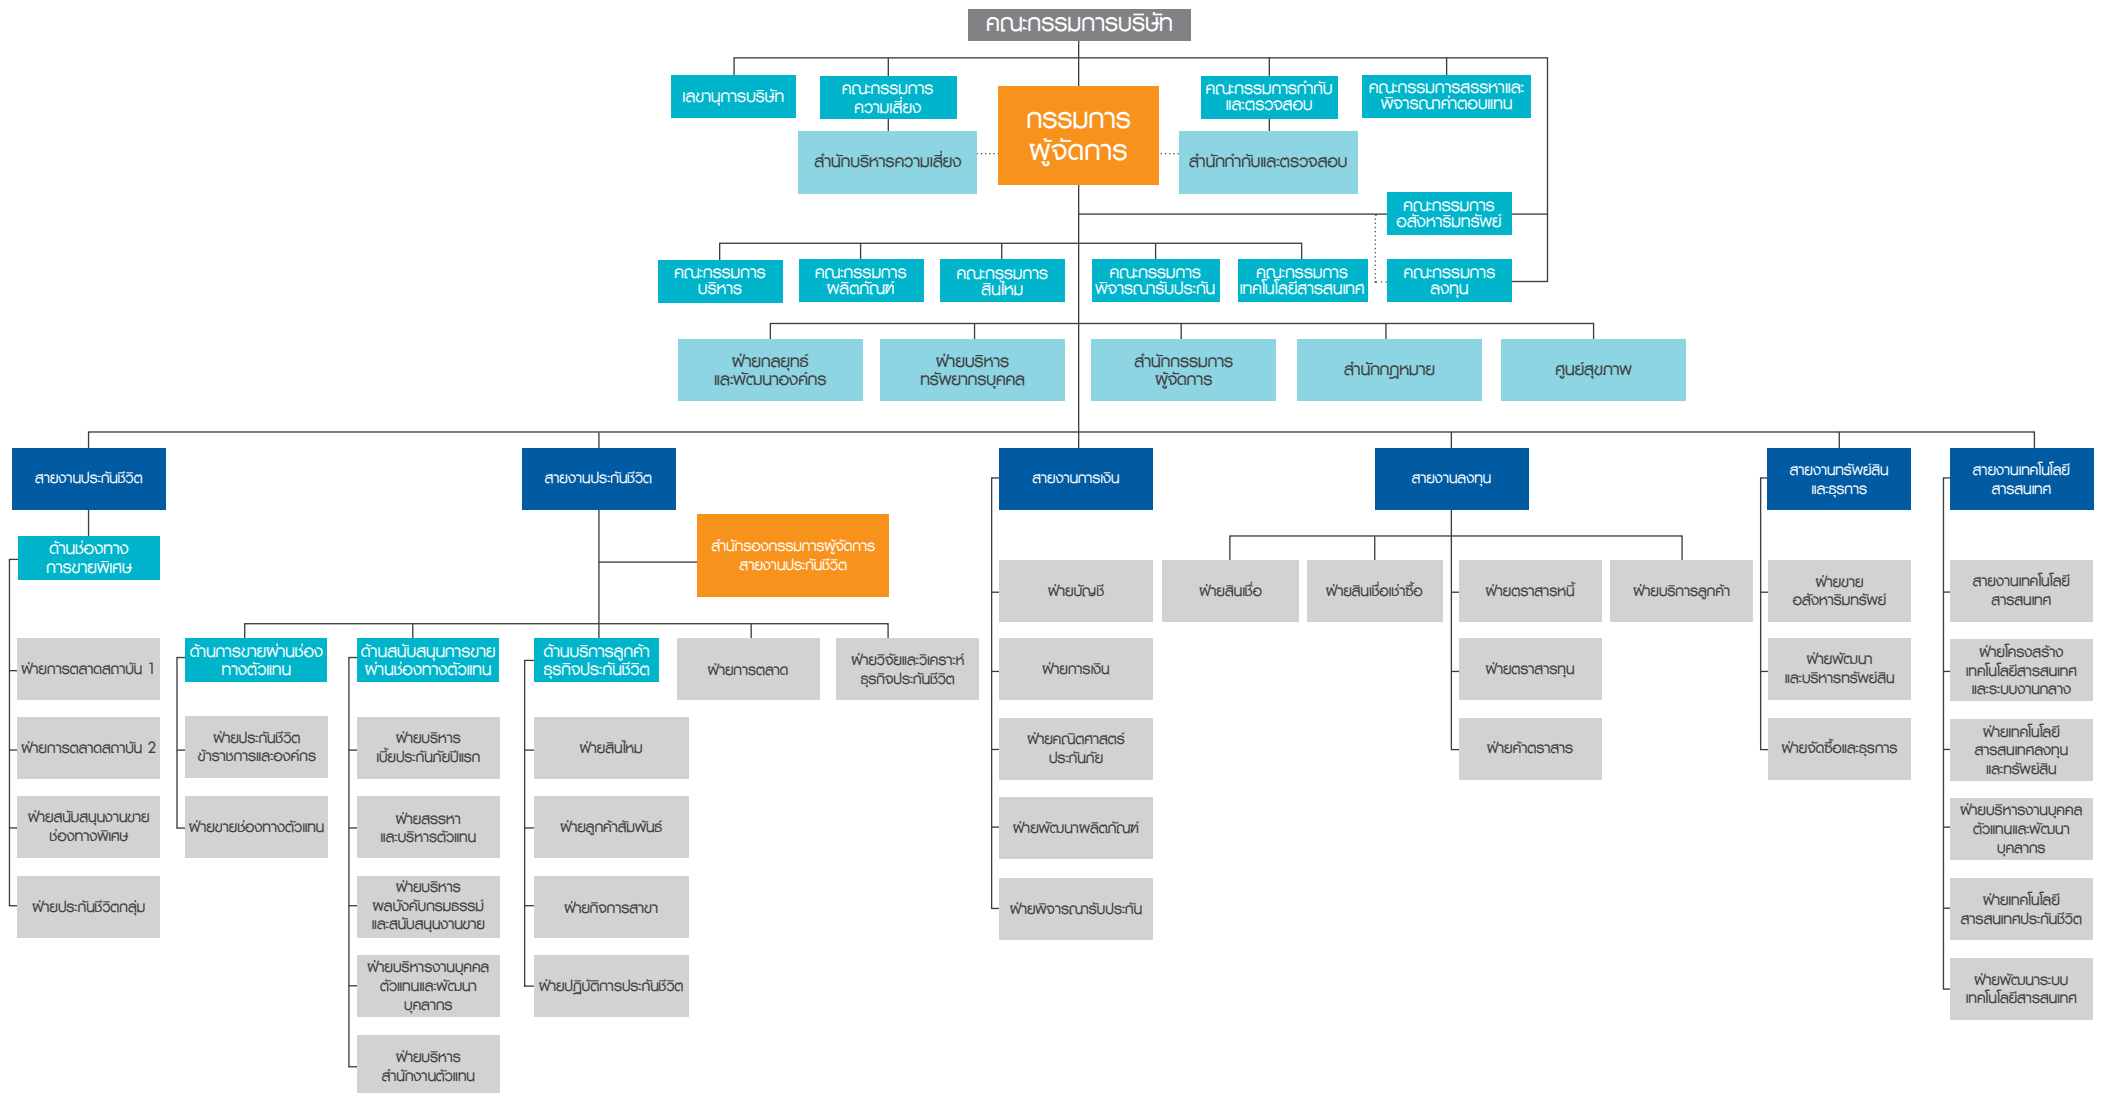 คณะกรรมการบริษัท
เลขานุการบริษัท
คณะกรรมการ
ความเสี่ยง
กรรมการ
ผู้จัดการ
คณะกรรมการกำกับ
และตรวจสอบ
คณะกรรมการสรรหาและ
พิจารณาค่าตอบแทน
สำนักบริหารความเสี่ยง
สำนักกำกับและตรวจสอบ
คณะกรรมการ
อสังหาริมทรัพย์
คณะกรรมการ
บริหาร
คณะกรรมการ
ผลิตภัณฑ์
คณะกรรมการ
สินไหม
คณะกรรมการ
พิจารณารับประกัน
คณะกรรมการ
เทคโนโลยีสารสนเทศ
คณะกรรมการ
ลงทุน
ฝ่ายกลยุทธ์
และพัฒนาองค์กร
ฝ่ายบริหาร
ทรัพยากรบุคคล
สำนักกรรมการ
ผู้จัดการ
สำนักกฎหมาย
ศูนย์สุขภาพ
สายงานประกันชีวิต
สายงานประกันชีวิต
สายงานการเงิน
สายงานลงทุน
สายงานทรัพย์สิน
และธุรการ
สายงานเทคโนโลยี
สารสนเทศ
ด้านช่องทาง
การขายพิเศษ
ฝ่ายการตลาดสถาบัน 1
ฝ่ายการตลาดสถาบัน 2
ฝ่ายสนับสนุนงานขาย
ช่องทางพิเศษ
ฝ่ายประกันชีวิตกลุ่ม
สำนักรองกรรมการผู้จัดการ
สายงานประกันชีวิต
ด้านการขายผ่านช่อง
ทางตัวแทน
ฝ่ายประกันชีวิต
ข้าราชการและองค์กร
ฝ่ายขายช่องทางตัวแทน
ด้านสนับสนุนการขาย
ผ่านช่องทางตัวแทน
ฝ่ายบริหาร
เบี้ยประกันภัยปีแรก
ฝ่ายสรรหา
และบริหารตัวแทน
ฝ่ายบริหาร
ผลบังคับกรมธรรม์
และสนับสนุนงานขาย
ฝ่ายบริหารงานบุคคล
ตัวแทนและพัฒนา
บุคลากร
ฝ่ายบริหาร
สำนักงานตัวแทน
ด้านบริการลูกค้า
ธุรกิจประกันชีวิต
ฝ่ายสินไหม
ฝ่ายลูกค้าสัมพันธ์
ฝ่ายกิจการสาขา
ฝ่ายปฏิบัติการประกันชีวิต
ฝ่ายการตลาด
ฝ่ายวิจัยและวิเคราะห์
ธุรกิจประกันชีวิต
ฝ่ายบัญชี
ฝ่ายการเงิน
ฝ่ายคณิตศาสตร์
ประกันภัย
ฝ่ายพัฒนาผลิตภัณฑ์
ฝ่ายพิจารณารับประกัน
ฝ่ายสินเชื่อ
ฝ่ายสินเชื่อเช่าซื้อ
ฝ่ายตราสารหนี้
ฝ่ายตราสารทุน
ฝ่ายค้าตราสาร
ฝ่ายบริการลูกค้า
ฝ่ายขาย
อสังหาริมทรัพย์
ฝ่ายพัฒนา
และบริหารทรัพย์สิน
ฝ่ายจัดซื้อและธุรการ
สายงานเทคโนโลยี
สารสนเทศ
ฝ่ายโครงสร้าง
เทคโนโลยีสารสนเทศ
และระบบงานกลาง
ฝ่ายเทคโนโลยี
สารสนเทศลงทุน
และทรัพย์สิน
ฝ่ายบริหารงานบุคคล
ตัวแทนและพัฒนา
บุคลากร
ฝ่ายเทคโนโลยี
สารสนเทศประกันชีวิต
ฝ่ายพัฒนาระบบ
เทคโนโลยีสารสนเทศ